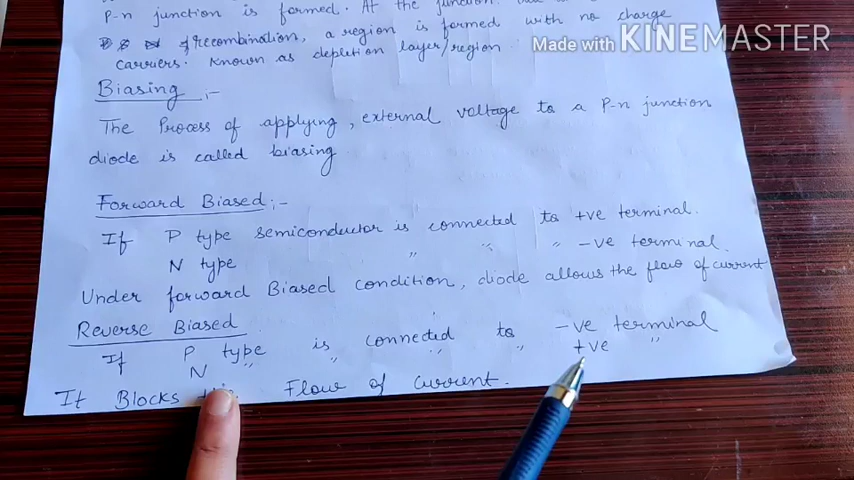 P-n junction is formed. At the junction
recombination, a region is formed with no charge
carriers. Known as depletion layer/region
Made with KINEMASTER
Biasing :-
The Process of applying, external voltage to a P-n junction
diode is called biasing
Forward Biased :-
If P type semiconductor is connected to +ve terminal.
N type " " " -ve terminal.
Under forward Biased condition, diode allows the flow of current
Reverse Biased
If P type is connected to -ve terminal
N " " " " +ve "
It Blocks Flow of current.